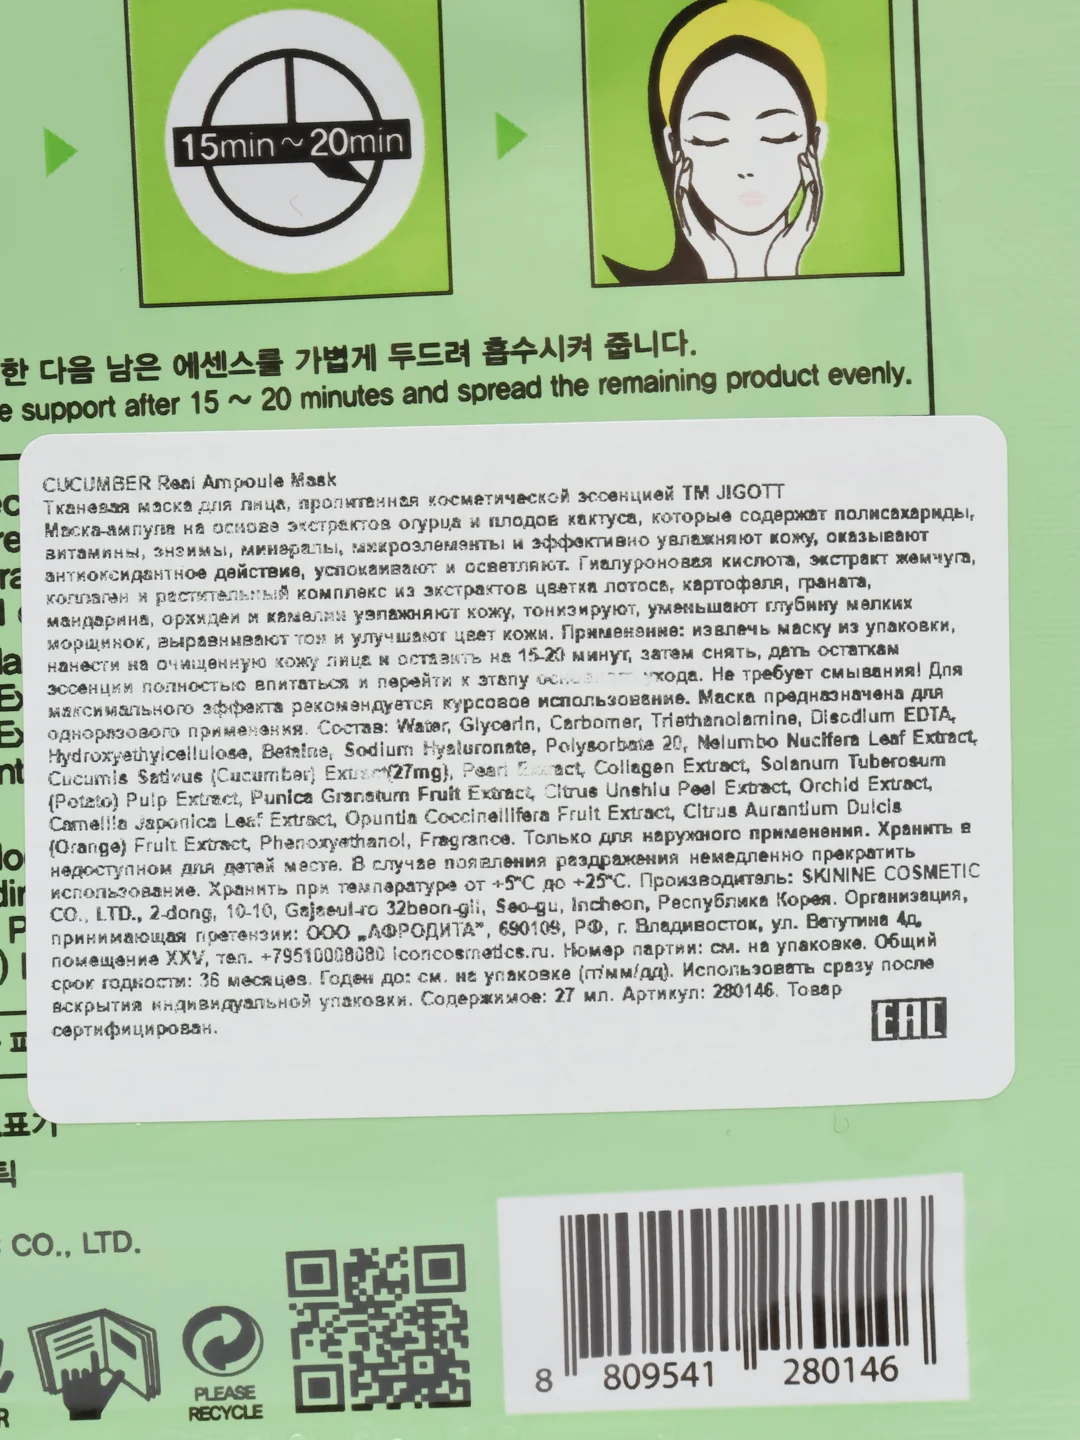 15min ~ 20min
한 다음 남은 에센스를 가볍게 두드려 흡수시켜 줍니다.
support after 15 ~ 20 minutes and spread the remaining product evenly.
CUCUMBER Real Ampoule Mask
Тканевая маска для лица, пропитанная косметической эссенцией ТМ JIGOTT
Маска-ампула на основе экстрактов огурца и плодов кактуса, которые содержат полисахариды,
витамины, энзимы, минералы, микроэлементы и эффективно увлажняют кожу, оказывают
антиоксидантное действие, успокаивают и осветляют. Гиалуроновая кислота, экстракт жемчуга,
коллаген и растительный комплекс из экстрактов цветка лотоса, картофеля, граната,
мандарина, орхидеи и камелии увлажняют кожу, тонизируют, уменьшают глубину мелких
морщинок, выравнивают тон и улучшают цвет кожи. Применение: извлечь маску из упаковки,
нанести на очищенную кожу лица и оставить на 15-20 минут, затем снять, дать остаткам
эссенции полностью впитаться и перейти к этапу основного ухода. Не требует смывания! Для
максимального эффекта рекомендуется курсовое использование. Маска предназначена для
одноразового применения. Состав: Water, Glycerin, Carbomer, Triethanolamine, Disodium EDTA,
Hydroxyethylcellulose, Betaine, Sodium Hyaluronate, Polysorbate 20, Nelumbo Nucifera Leaf Extract,
Cucumis Sativus (Cucumber) Extract(27mg), Pearl Extract, Collagen Extract, Solanum Tuberosum
(Potato) Pulp Extract, Punica Granatum Fruit Extract, Citrus Unshiu Peel Extract, Orchid Extract,
Camellia Japonica Leaf Extract, Opuntia Coccinellifera Fruit Extract, Citrus Aurantium Dulcis
(Orange) Fruit Extract, Phenoxyethanol, Fragrance. Только для наружного применения. Хранить в
недоступном для детей месте. В случае появления раздражения немедленно прекратить
использование. Хранить при температуре от +5°С до +25°С. Производитель: SKININE COSMETIC
CO., LTD., 2-dong, 10-10, Gajaeul-ro 32beon-gil, Seo-gu, Incheon, Республика Корея. Организация,
принимающая претензии: ООО „АФРОДИТА", 690109, РФ, г. Владивосток, ул. Ватутина 4д,
помещение XXV, тел. +79510008080 iconcosmetics.ru. Номер партии: см. на упаковке. Общий
срок годности: 36 месяцев. Годен до: см. на упаковке (гг/мм/дд). Использовать сразу после
вскрытия индивидуальной упаковки. Содержимое: 27 мл. Артикул: 280146. Товар
сертифицирован.
EAC
CO., LTD.
PLEASE
RECYCLE
8 809541 280146